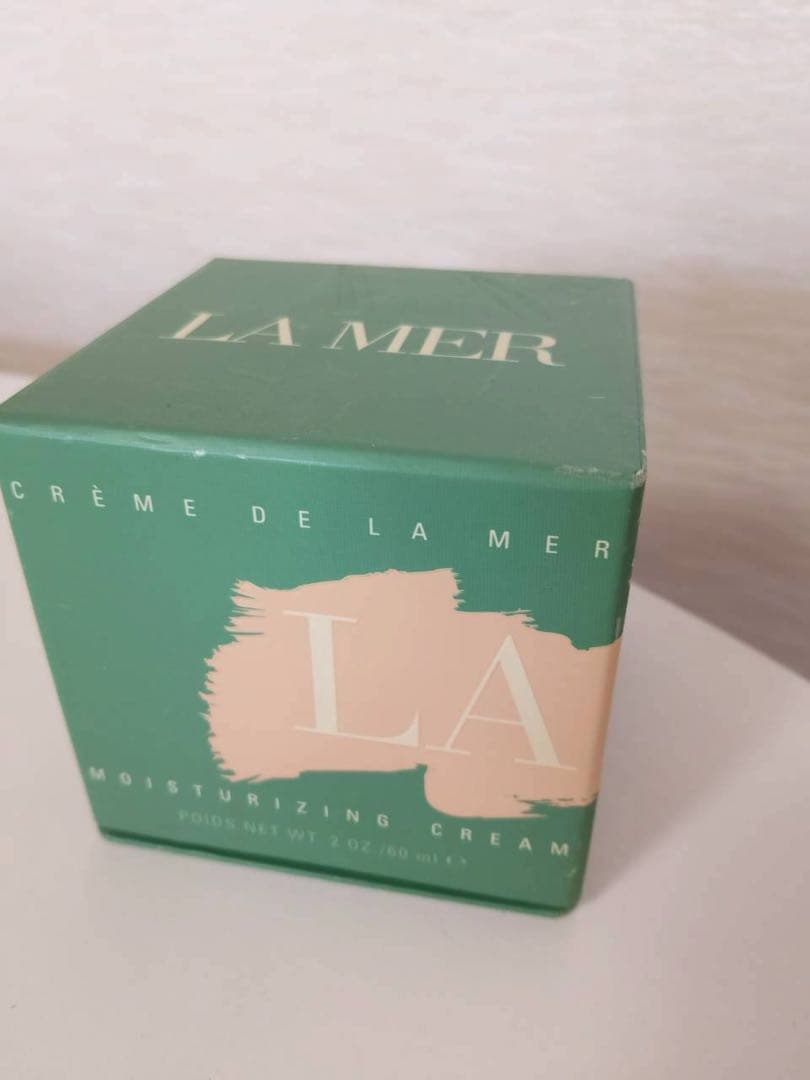 LA MER
CRÈME DE LA MER
LA
MOISTURIZING CREAM
POIDS NET WT. 2 OZ./60 ml ℮